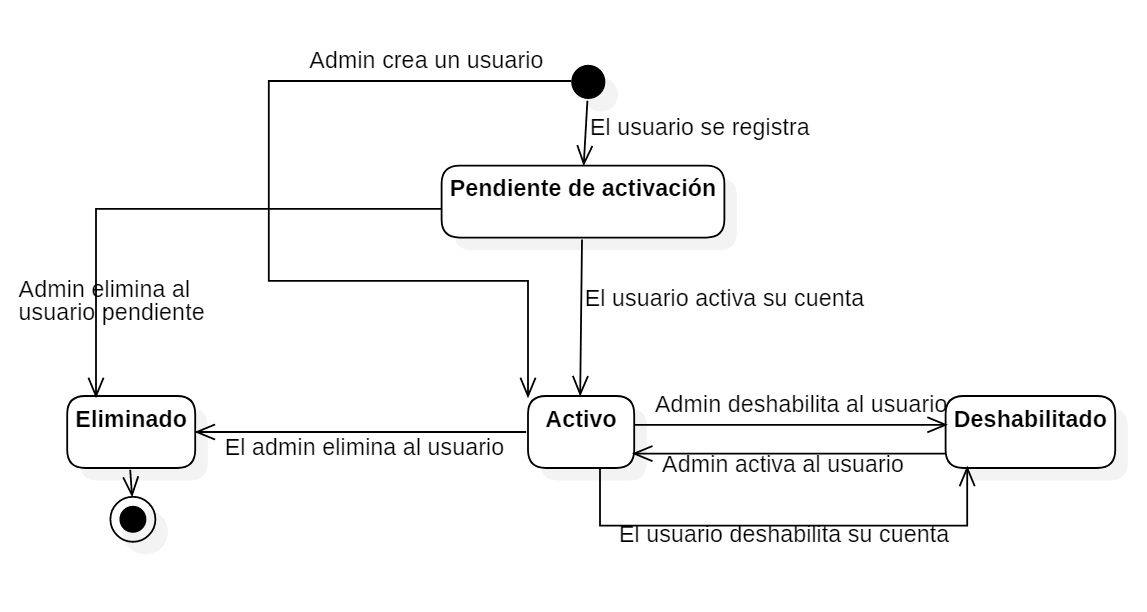 Admin crea un usuario
El usuario se registra
Pendiente de activación
Admin elimina al
usuario pendiente
El usuario activa su cuenta
Eliminado
Activo
Deshabilitado
Admin deshabilita al usuario
El admin elimina al usuario
Admin activa al usuario
El usuario deshabilita su cuenta